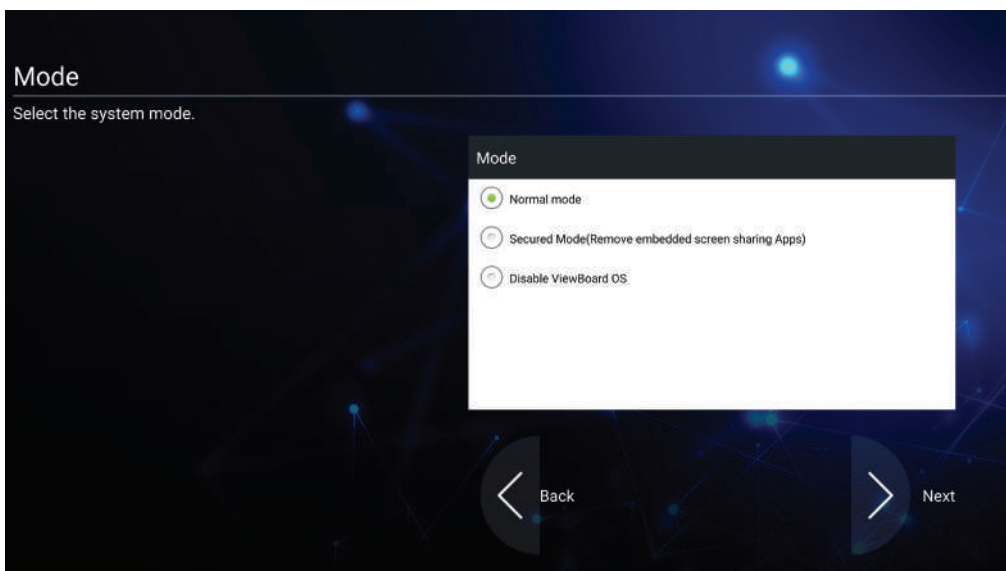 Mode
Select the system mode.
Mode
Normal mode
Secured Mode(Remove embedded screen sharing Apps)
Disable ViewBoard OS
Back
Next